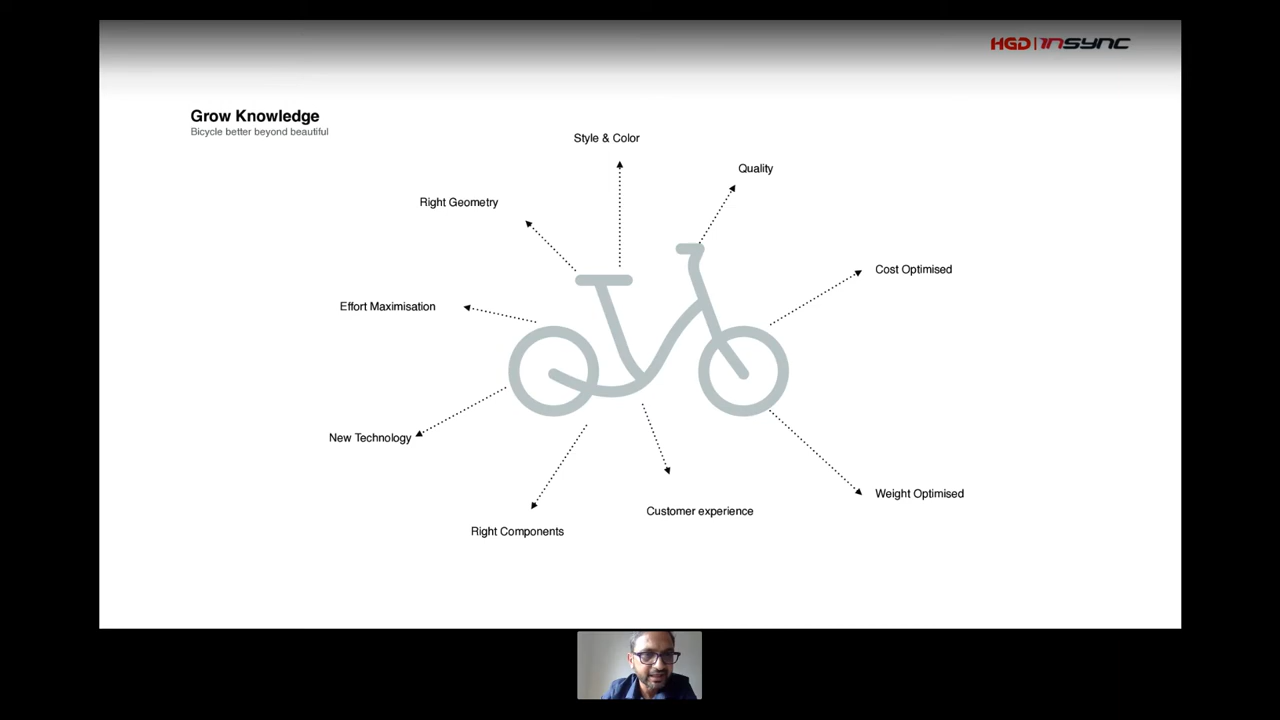 HGD | INSYNC
Grow Knowledge
Bicycle better beyond beautiful
Style & Color
Quality
Right Geometry
Cost Optimised
Effort Maximisation
New Technology
Weight Optimised
Customer experience
Right Components